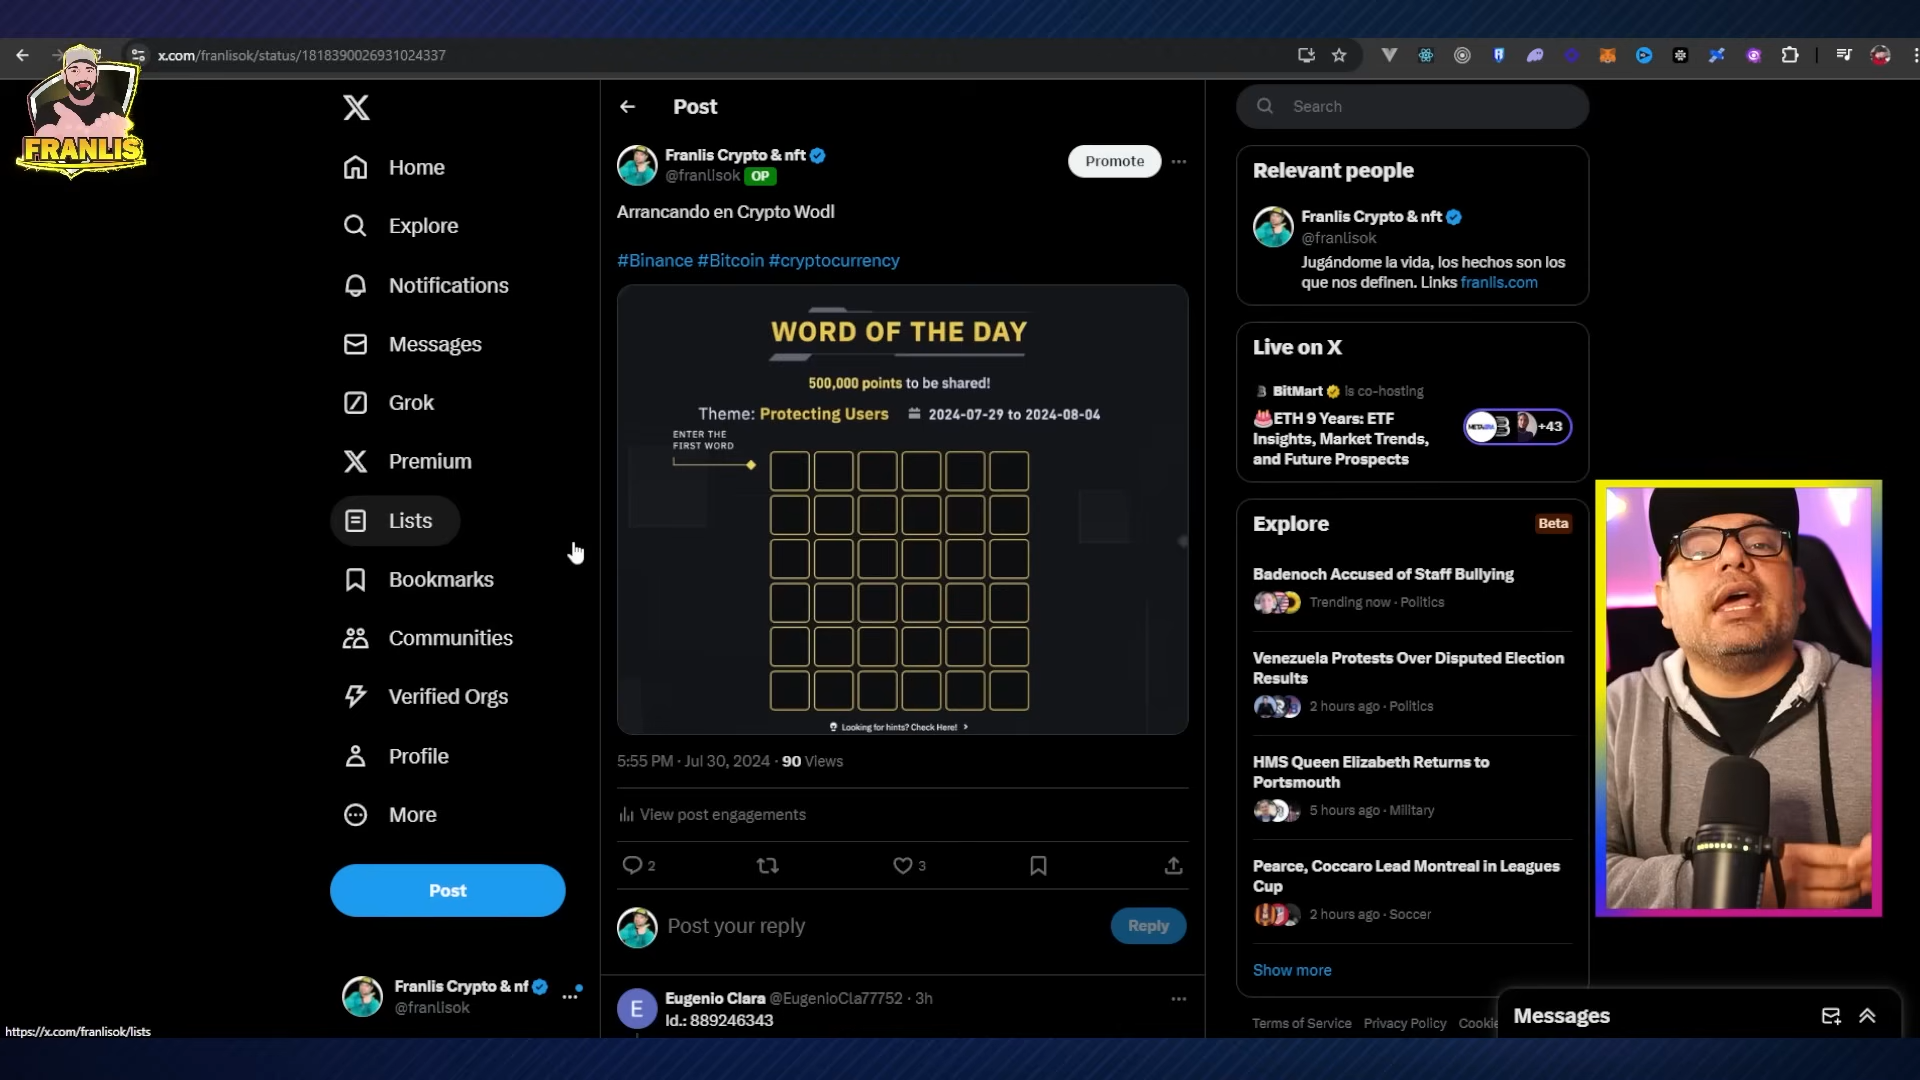 x.com/franlisok/status/1818390026931024337
FRANLIS
Home
Explore
Notifications
Messages
Grok
Premium
Lists
Bookmarks
Communities
Verified Orgs
Profile
More
Post
Franlis Crypto & nf
@franlisok
https://x.com/franlisok/lists
Post
Franlis Crypto & nft
@franlisok OP
Promote
Arrancando en Crypto Wodl
#Binance #Bitcoin #cryptocurrency
WORD OF THE DAY
500,000 points to be shared!
Theme: Protecting Users 2024-07-29 to 2024-08-04
ENTER THE
FIRST WORD
Looking for hints? Check Here!
5:55 PM · Jul 30, 2024 · 90 Views
View post engagements
2
3
Post your reply
Reply
E
Eugenio Clara @EugenioCla77752 · 3h
Id.: 889246343
Search
Relevant people
Franlis Crypto & nft
@franlisok
Jugándome la vida, los hechos son los
que nos definen. Links franlis.com
Live on X
BitMart is co-hosting
ETH 9 Years: ETF
Insights, Market Trends,
and Future Prospects
+43
Explore
Beta
Badenoch Accused of Staff Bullying
Trending now · Politics
Venezuela Protests Over Disputed Election
Results
2 hours ago · Politics
HMS Queen Elizabeth Returns to
Portsmouth
5 hours ago · Military
Pearce, Coccaro Lead Montreal in Leagues
Cup
2 hours ago · Soccer
Show more
Terms of Service Privacy Policy Cookie
Messages